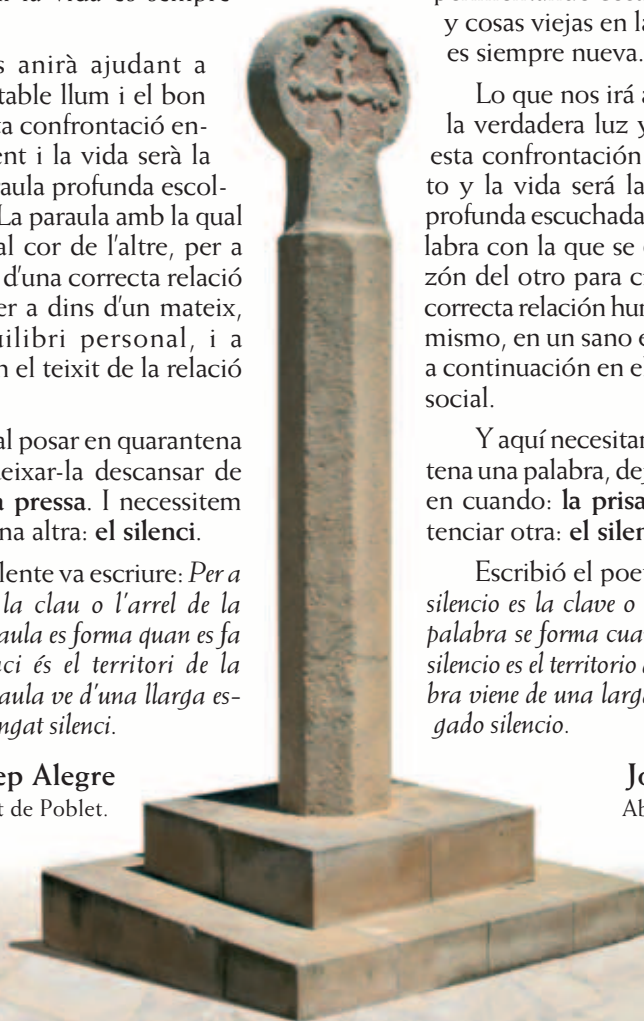 la vida és sempre
s anirà ajudant a
table llum i el bon
ta confrontació en-
ent i la vida serà la
aula profunda escol-
La paraula amb la qual
al cor de l'altre, per a
d'una correcta relació
er a dins d'un mateix,
uilibri personal, i a
n el teixit de la relació
al posar en quarantena
eixar-la descansar de
a pressa. I necessitem
na altra: el silenci.
lente va escriure: Per a
la clau o l'arrel de la
aula es forma quan es fa
nci és el territori de la
aula ve d'una llarga es-
ngat silenci.
ep Alegre
t de Poblet.
y cosas viejas en la
es siempre nueva.
Lo que nos irá a
la verdadera luz y
esta confrontación
to y la vida será la
profunda escuchada
labra con la que se
zón del otro para c
correcta relación hu
mismo, en un sano e
a continuación en e
social.
Y aquí necesitan
tena una palabra, de
en cuando: la prisa
tenciar otra: el silen
Escribió el poet
silencio es la clave o
palabra se forma cua
silencio es el territorio
bra viene de una larga
gado silencio.
Jo
Ab